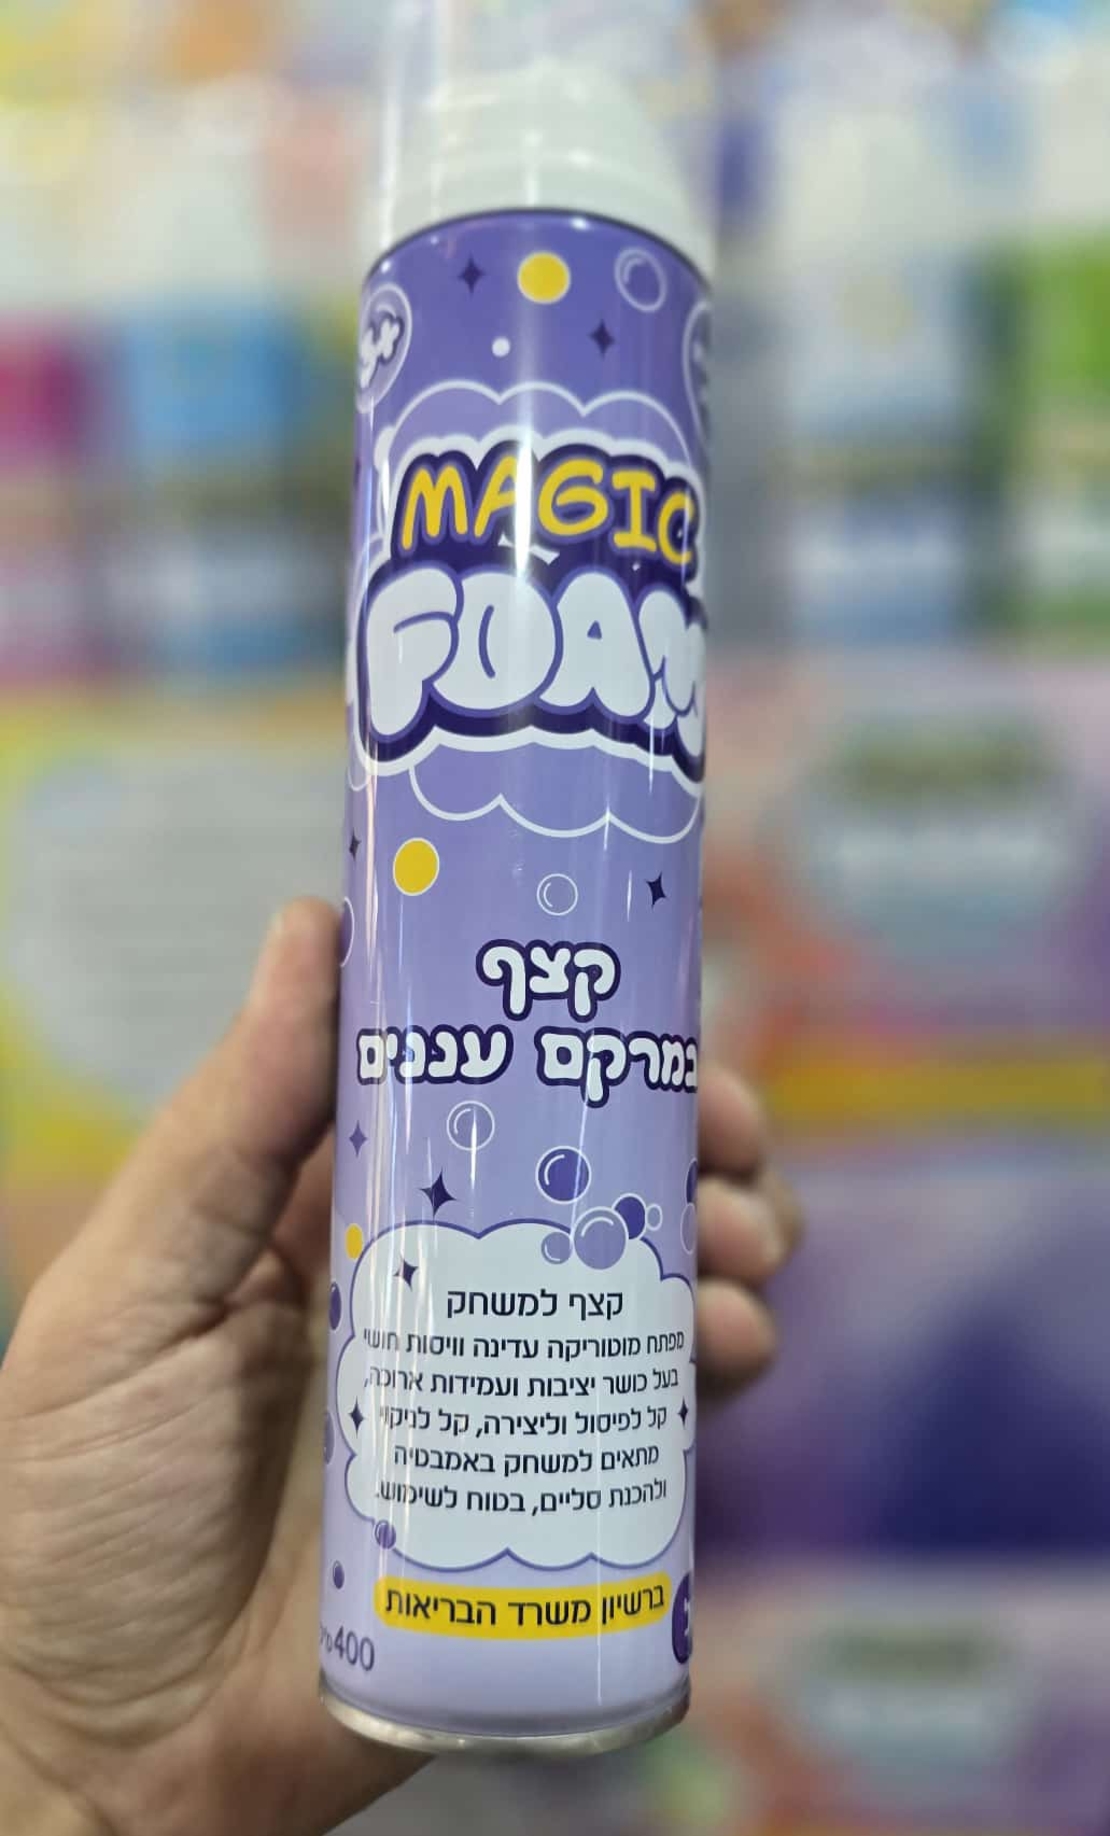 MAGIC
FOAM
קצף
במרקם עננים
קצף למשחק
מפתח מוטוריקה עדינה וויסות חושי
בעל כושר יציבות ועמידות ארוכה,
קל לפיסול וליצירה, קל לניקוי
מתאים למשחק באמבטיה
ולהכנת סליים, בטוח לשימוש.
ברשיון משרד הבריאות
400